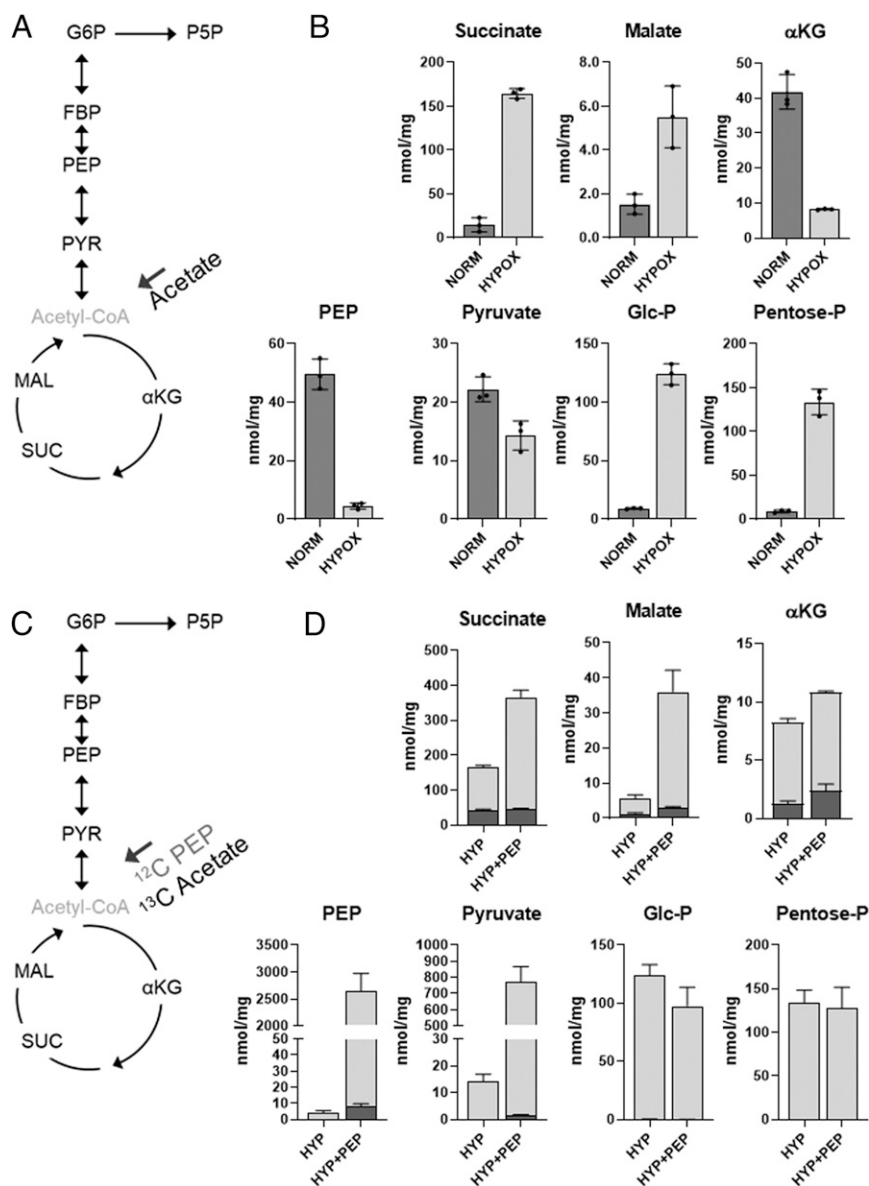 A
G6P
P5P
FBP
PEP
PYR
Acetate
Acetyl-CoA
MAL
αKG
SUC
B
Succinate
nmol/mg
200
150
100
50
0
NORM
HYPOX
Malate
nmol/mg
8.0
6.0
4.0
2.0
0.0
NORM
HYPOX
αKG
nmol/mg
50
40
30
20
10
0
NORM
HYPOX
PEP
nmol/mg
60
40
20
0
NORM
HYPOX
Pyruvate
nmol/mg
30
20
10
0
NORM
HYPOX
Glc-P
nmol/mg
150
100
50
0
NORM
HYPOX
Pentose-P
nmol/mg
200
150
100
50
0
NORM
HYPOX
C
G6P
P5P
FBP
PEP
PYR
¹²C PEP
¹³C Acetate
Acetyl-CoA
MAL
αKG
SUC
D
Succinate
nmol/mg
500
400
300
200
100
0
HYP
HYP+PEP
Malate
nmol/mg
50
40
30
20
10
0
HYP
HYP+PEP
αKG
nmol/mg
15
10
5
0
HYP
HYP+PEP
PEP
nmol/mg
3500
3000
2500
2000
50
40
30
20
10
0
HYP
HYP+PEP
Pyruvate
nmol/mg
1000
900
800
700
600
500
30
20
10
0
HYP
HYP+PEP
Glc-P
nmol/mg
150
100
50
0
HYP
HYP+PEP
Pentose-P
nmol/mg
200
150
100
50
0
HYP
HYP+PEP